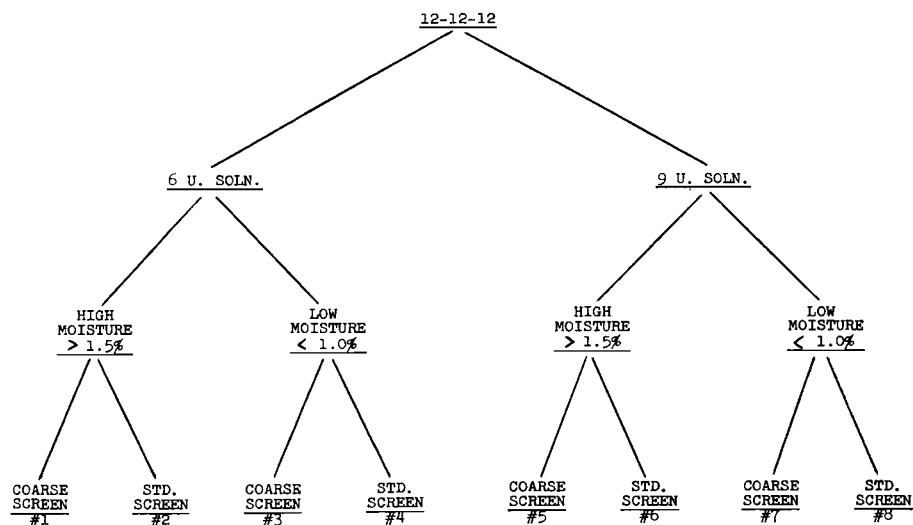 12-12-12
6 U. SOLN.
9 U. SOLN.
HIGH
MOISTURE
> 1.5%
LOW
MOISTURE
< 1.0%
HIGH
MOISTURE
> 1.5%
LOW
MOISTURE
< 1.0%
COARSE
SCREEN
#1
STD.
SCREEN
#2
COARSE
SCREEN
#3
STD.
SCREEN
#4
COARSE
SCREEN
#5
STD.
SCREEN
#6
COARSE
SCREEN
#7
STD.
SCREEN
#8